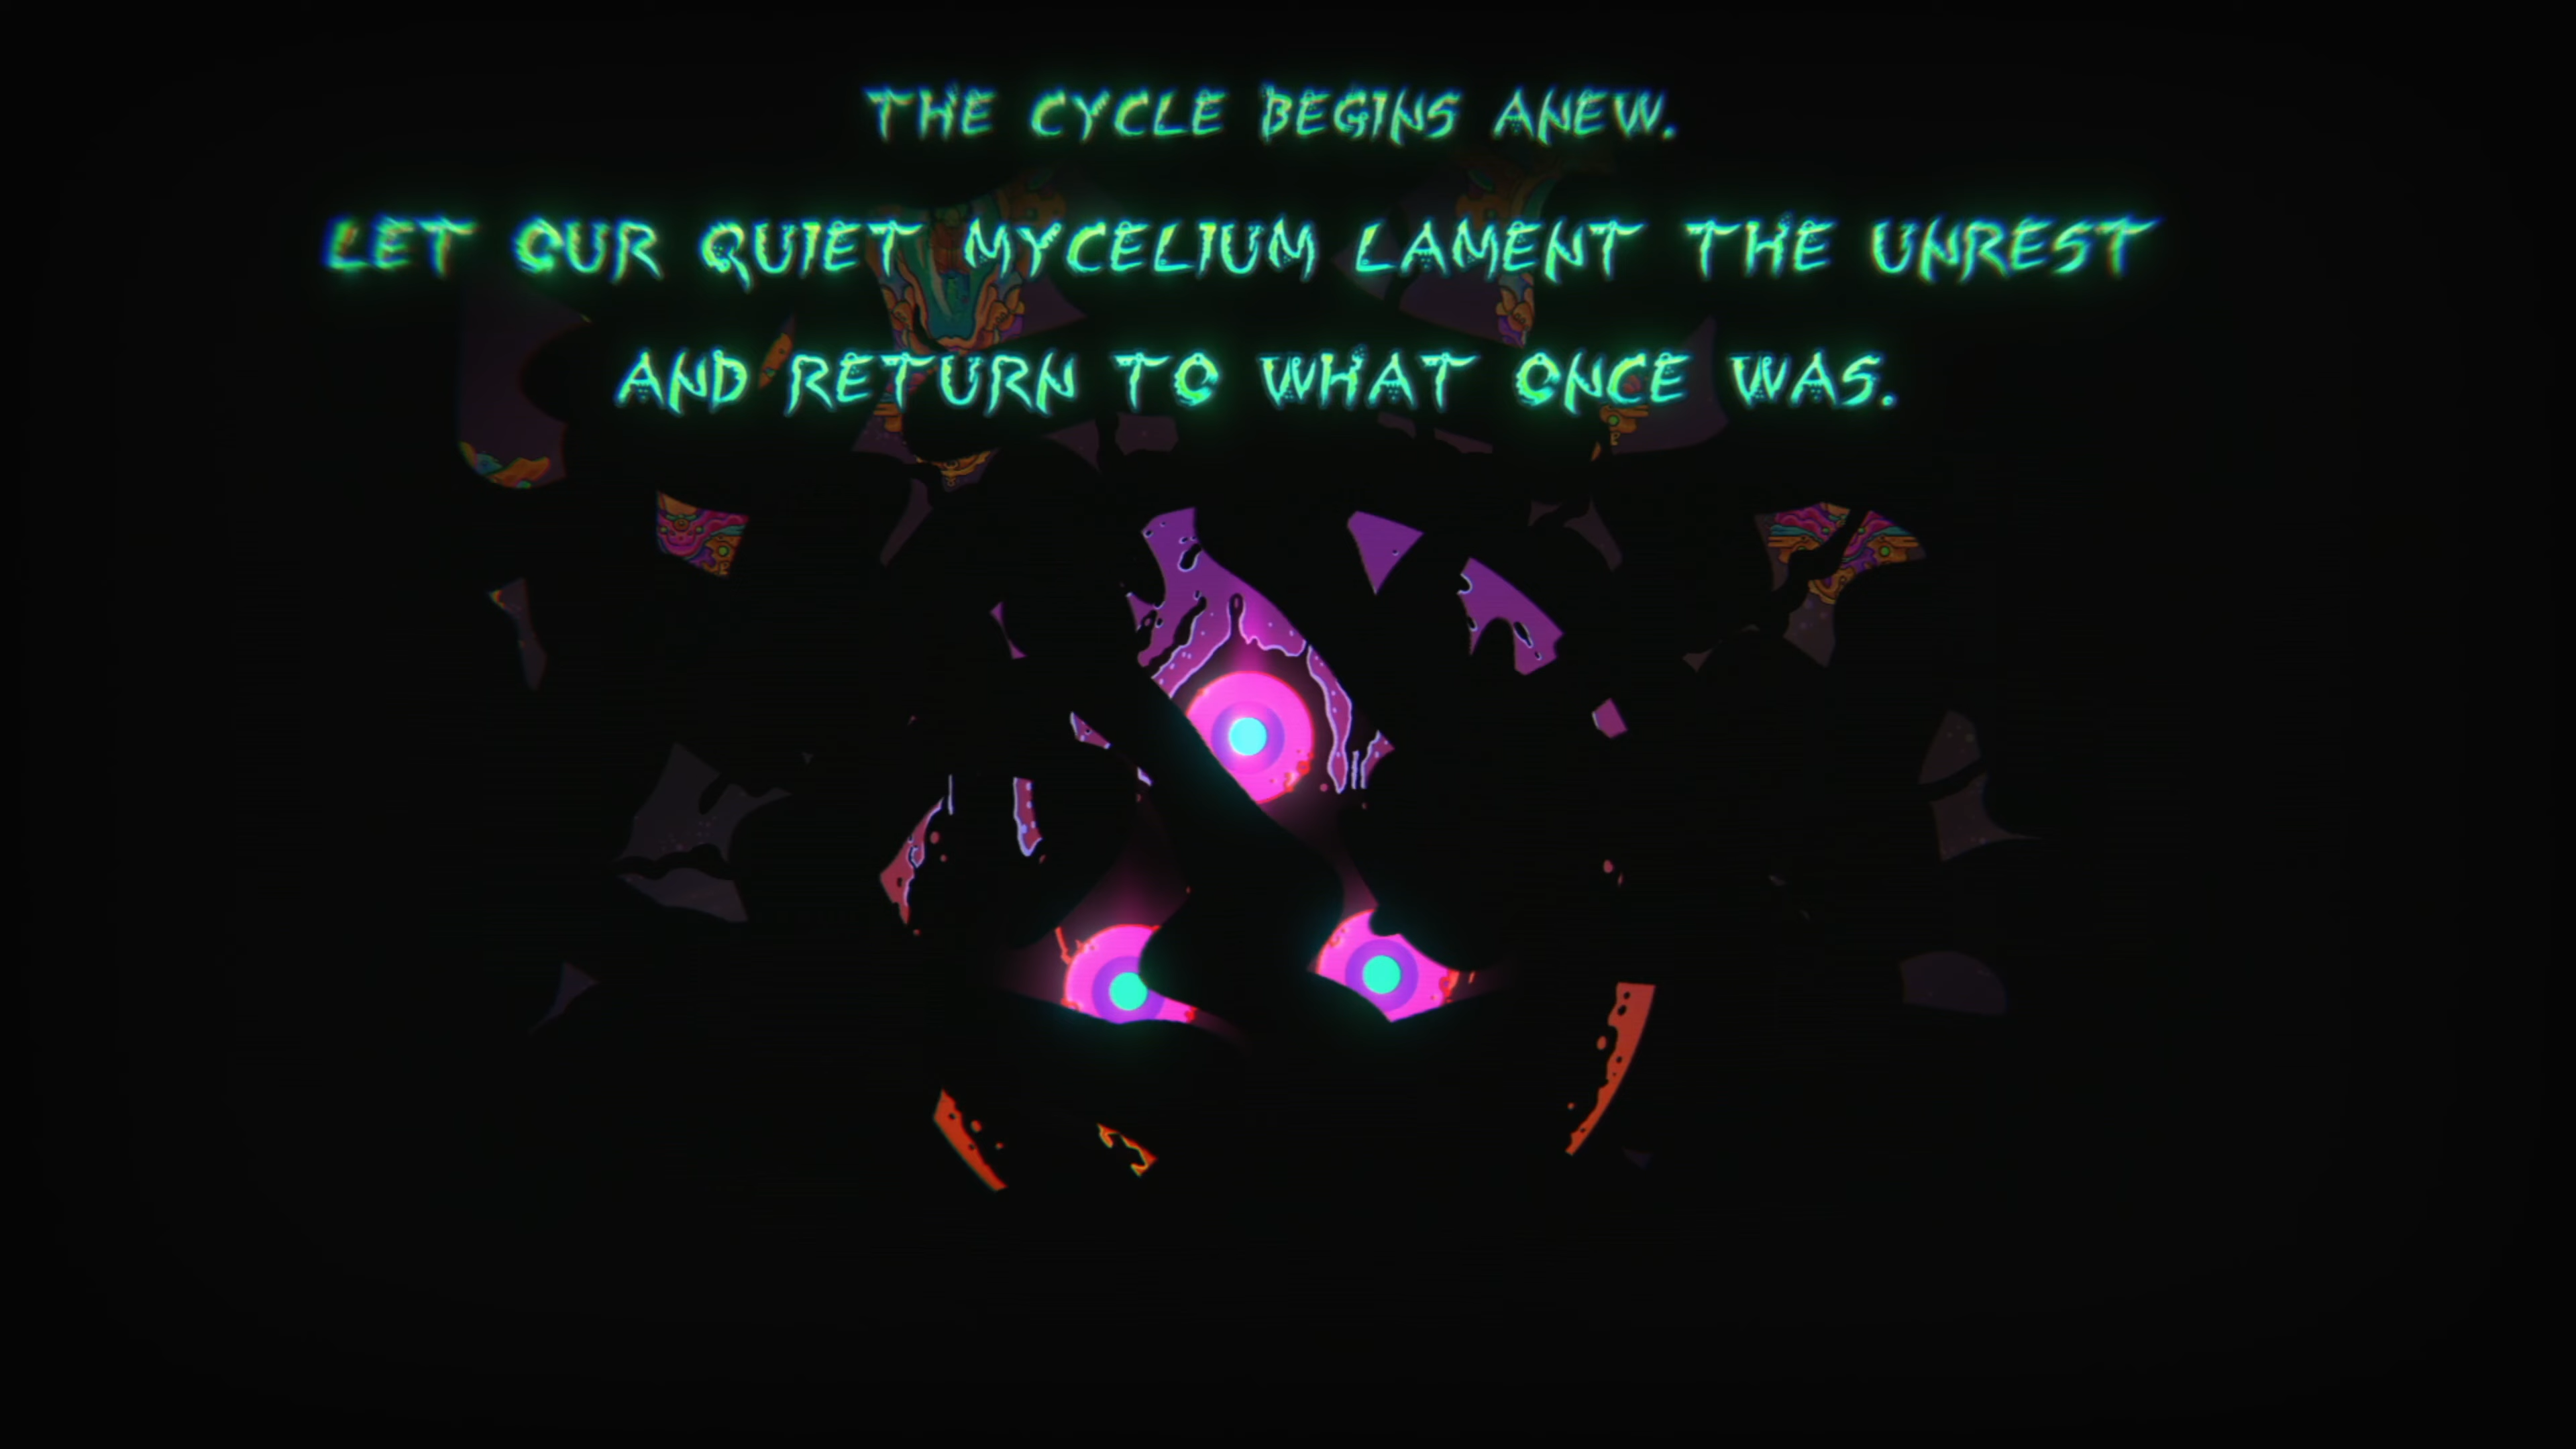 THE CYCLE BEGINS ANEW.
LET OUR QUIET MYCELIUM LAMENT THE UNREST
AND RETURN TO WHAT ONCE WAS.